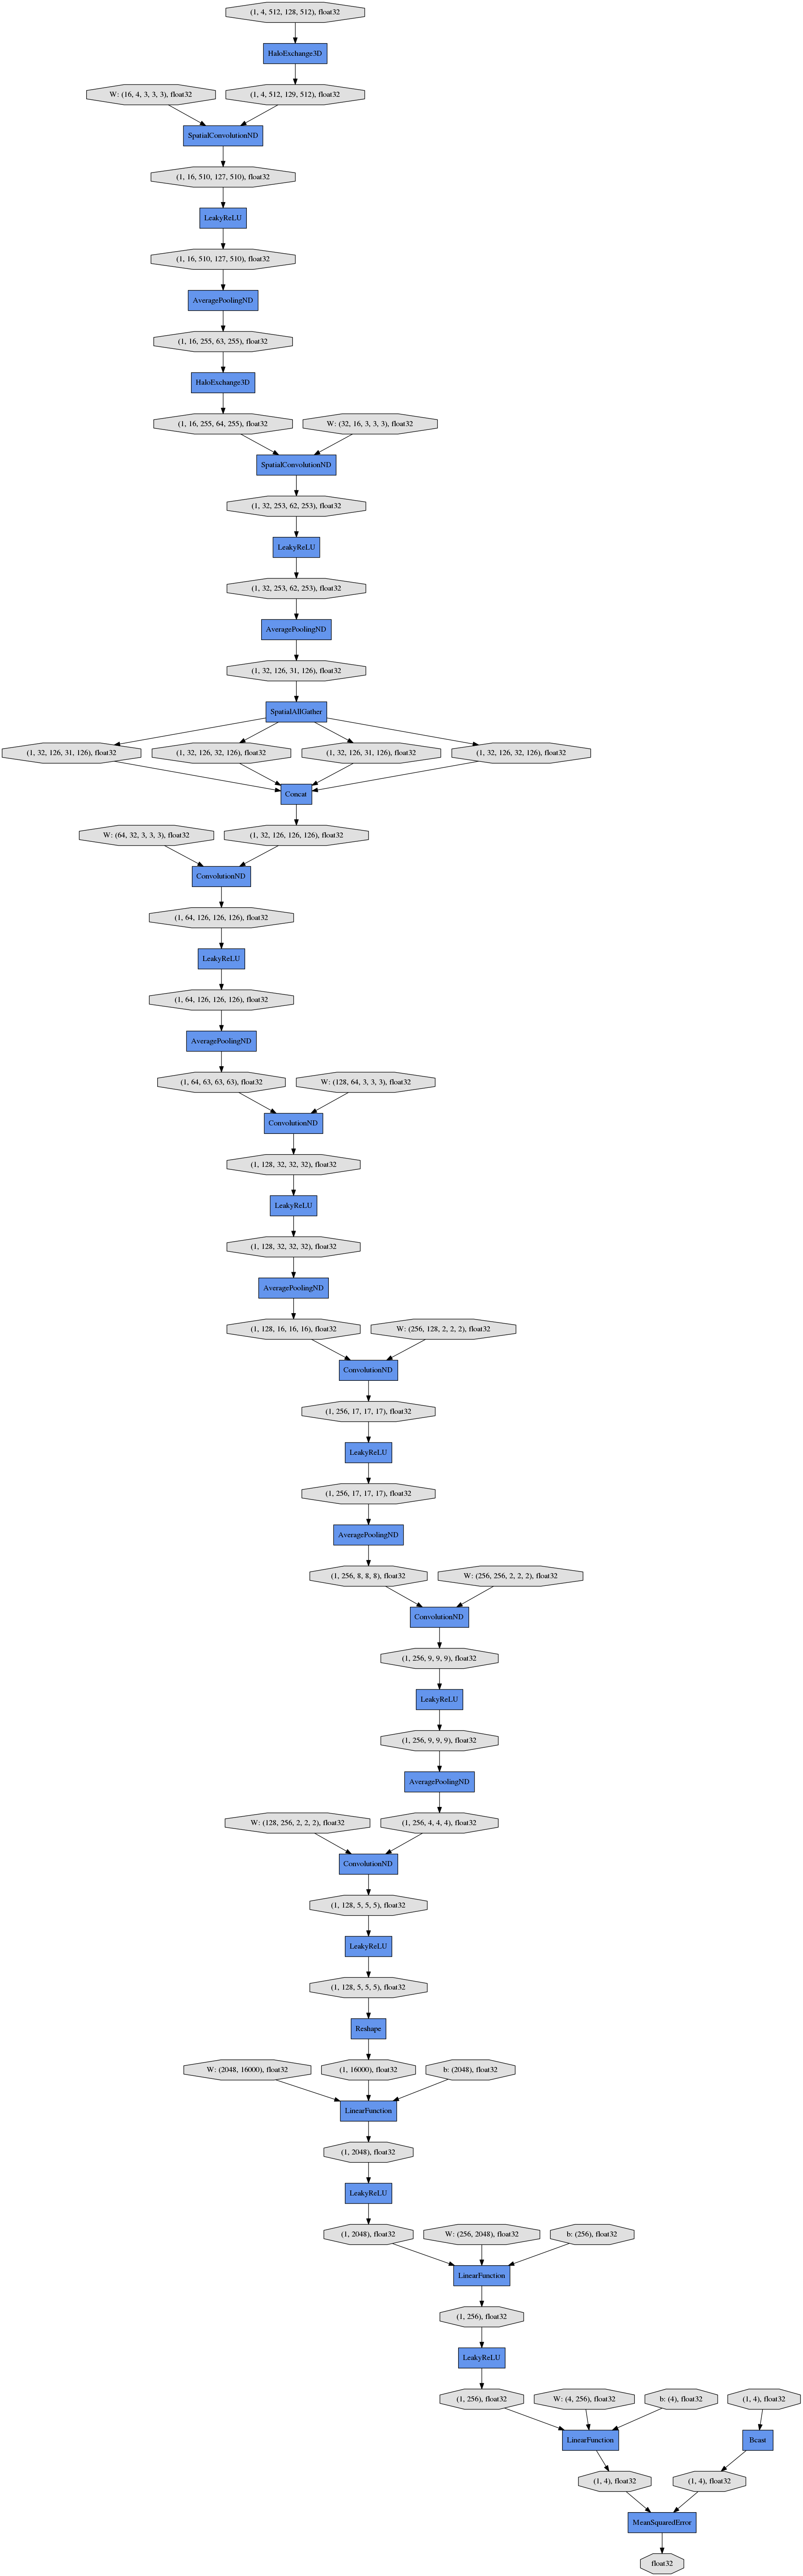 (1, 4, 512, 128, 512), float32
HaloExchange3D
W: (16, 4, 3, 3, 3), float32
(1, 4, 512, 129, 512), float32
SpatialConvolutionND
(1, 16, 510, 127, 510), float32
LeakyReLU
(1, 16, 510, 127, 510), float32
AveragePoolingND
(1, 16, 255, 63, 255), float32
HaloExchange3D
(1, 16, 255, 64, 255), float32
W: (32, 16, 3, 3, 3), float32
SpatialConvolutionND
(1, 32, 253, 62, 253), float32
LeakyReLU
(1, 32, 253, 62, 253), float32
AveragePoolingND
(1, 32, 126, 31, 126), float32
SpatialAllGather
(1, 32, 126, 31, 126), float32
(1, 32, 126, 32, 126), float32
(1, 32, 126, 31, 126), float32
(1, 32, 126, 32, 126), float32
Concat
W: (64, 32, 3, 3, 3), float32
(1, 32, 126, 126, 126), float32
ConvolutionND
(1, 64, 126, 126, 126), float32
LeakyReLU
(1, 64, 126, 126, 126), float32
AveragePoolingND
(1, 64, 63, 63, 63), float32
W: (128, 64, 3, 3, 3), float32
ConvolutionND
(1, 128, 32, 32, 32), float32
LeakyReLU
(1, 128, 32, 32, 32), float32
AveragePoolingND
(1, 128, 16, 16, 16), float32
W: (256, 128, 2, 2, 2), float32
ConvolutionND
(1, 256, 17, 17, 17), float32
LeakyReLU
(1, 256, 17, 17, 17), float32
AveragePoolingND
(1, 256, 8, 8, 8), float32
W: (256, 256, 2, 2, 2), float32
ConvolutionND
(1, 256, 9, 9, 9), float32
LeakyReLU
(1, 256, 9, 9, 9), float32
AveragePoolingND
W: (128, 256, 2, 2, 2), float32
(1, 256, 4, 4, 4), float32
ConvolutionND
(1, 128, 5, 5, 5), float32
LeakyReLU
(1, 128, 5, 5, 5), float32
Reshape
W: (2048, 16000), float32
(1, 16000), float32
b: (2048), float32
LinearFunction
(1, 2048), float32
LeakyReLU
(1, 2048), float32
W: (256, 2048), float32
b: (256), float32
LinearFunction
(1, 256), float32
LeakyReLU
(1, 256), float32
W: (4, 256), float32
b: (4), float32
(1, 4), float32
LinearFunction
Bcast
(1, 4), float32
(1, 4), float32
MeanSquaredError
float32